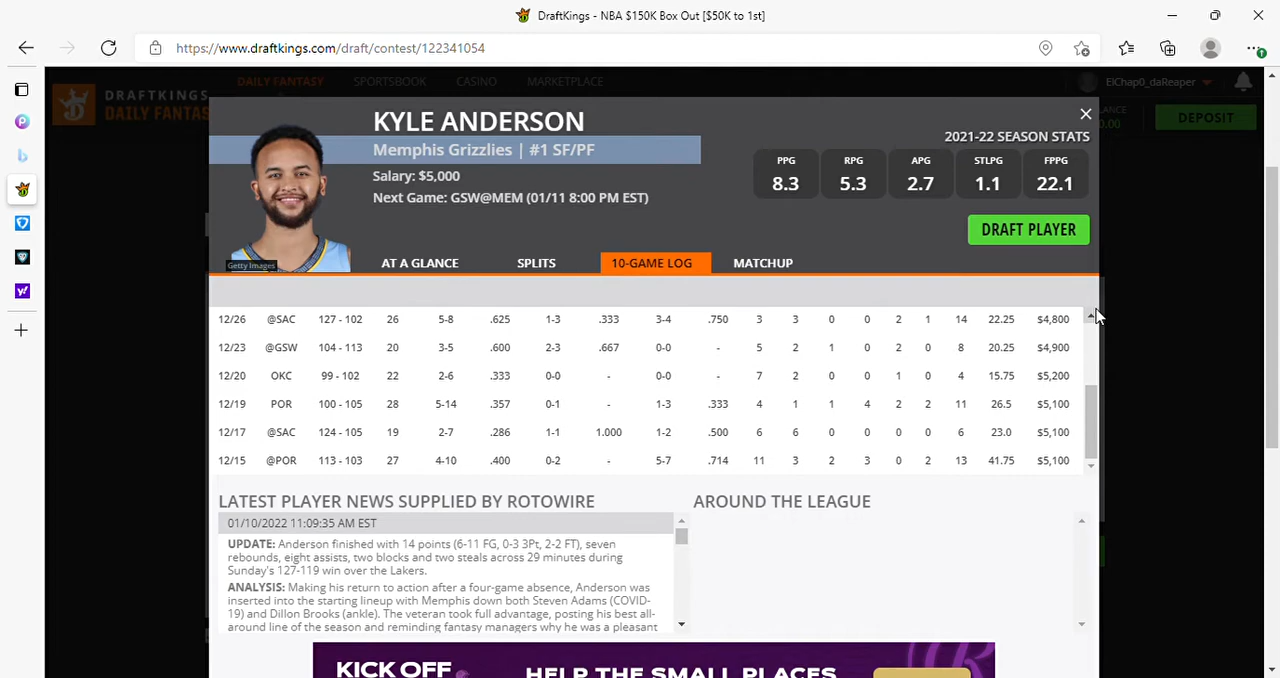 DraftKings - NBA $150K Box Out [$50K to 1st]
https://www.draftkings.com/draft/contest/122341054
DRAFTKINGS
DAILY FANTAS
DAILY FANTASY SPORTSBOOK CASINO MARKETPLACE
ElChap0_daReaper
DEPOSIT
KYLE ANDERSON
Memphis Grizzlies | #1 SF/PF
Salary: $5,000
Next Game: GSW@MEM (01/11 8:00 PM EST)
Getty Images
2021-22 SEASON STATS
PPG RPG APG STLPG FPPG
8.3 5.3 2.7 1.1 22.1
DRAFT PLAYER
AT A GLANCE SPLITS 10-GAME LOG MATCHUP
12/26 @SAC 127 - 102 26 5-8 .625 1-3 .333 3-4 .750 3 3 0 0 2 1 14 22.25 $4,800
12/23 @GSW 104 - 113 20 3-5 .600 2-3 .667 0-0 - 5 2 1 0 2 0 8 20.25 $4,900
12/20 OKC 99 - 102 22 2-6 .333 0-0 - 0-0 - 7 2 0 0 1 0 4 15.75 $5,200
12/19 POR 100 - 105 28 5-14 .357 0-1 - 1-3 .333 4 1 1 4 2 2 11 26.5 $5,100
12/17 @SAC 124 - 105 19 2-7 .286 1-1 1.000 1-2 .500 6 6 0 0 0 0 6 23.0 $5,100
12/15 @POR 113 - 103 27 4-10 .400 0-2 - 5-7 .714 11 3 2 3 0 2 13 41.75 $5,100
LATEST PLAYER NEWS SUPPLIED BY ROTOWIRE
AROUND THE LEAGUE
01/10/2022 11:09:35 AM EST
UPDATE: Anderson finished with 14 points (6-11 FG, 0-3 3Pt, 2-2 FT), seven
rebounds, eight assists, two blocks and two steals across 29 minutes during
Sunday's 127-119 win over the Lakers.
ANALYSIS: Making his return to action after a four-game absence, Anderson was
inserted into the starting lineup with Memphis down both Steven Adams (COVID-
19) and Dillon Brooks (ankle). The veteran took full advantage, posting his best all-
around line of the season and reminding fantasy managers why he was a pleasant
KICK OFF
HELP THE SMALL PLACES